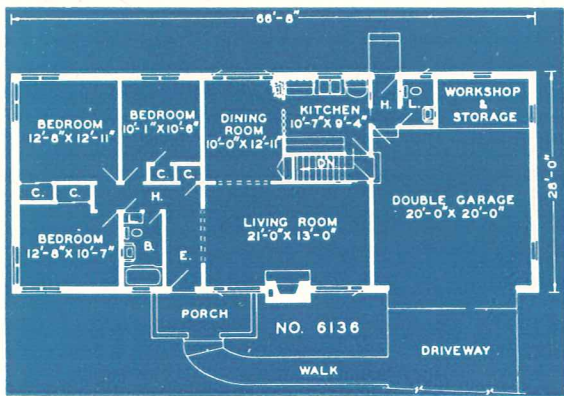 66'-8"
BEDROOM
12'-8"X 12'-11"
BEDROOM
10'-1"X10'-6"
DINING
ROOM
10'-0"X 12'-11"
KITCHEN
10'-7"X 9'-4"
H.
L.
WORKSHOP
&
STORAGE
28'-0"
C.
C.
C.
C.
DN.
H.
BEDROOM
12'-8"X 10'-7"
B.
E.
LIVING ROOM
21'-0"X 13'-0"
DOUBLE GARAGE
20'-0"X 20'-0"
PORCH
NO. 6136
WALK
DRIVEWAY